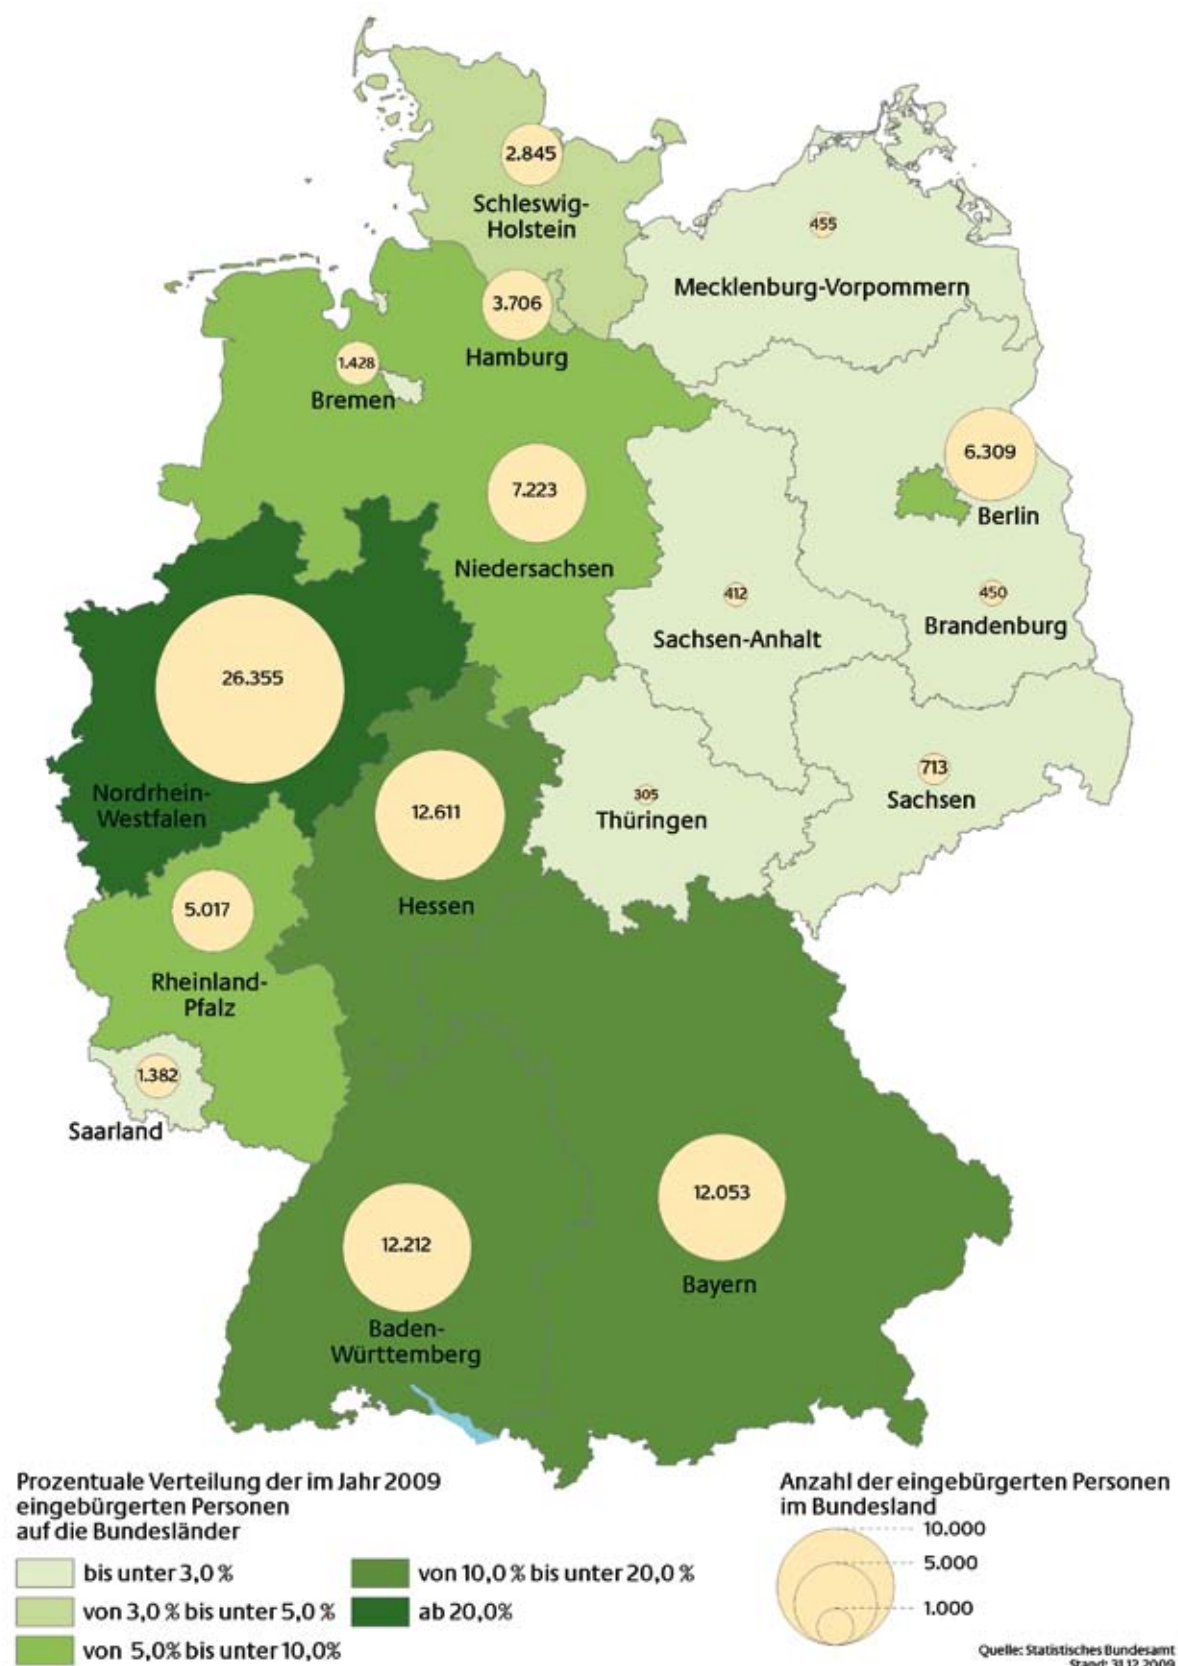 2.845
Schleswig-
Holstein
455
Mecklenburg-Vorpommern
3.706
Hamburg
1.428
Bremen
6.309
Berlin
7.223
Niedersachsen
412
Sachsen-Anhalt
450
Brandenburg
26.355
Nordrhein-
Westfalen
12.611
Hessen
305
Thüringen
713
Sachsen
5.017
Rheinland-
Pfalz
1.382
Saarland
12.212
Baden-
Württemberg
12.053
Bayern
Prozentuale Verteilung der im Jahr 2009
eingebürgerten Personen
auf die Bundesländer
bis unter 3,0 %
von 3,0 % bis unter 5,0 %
von 5,0% bis unter 10,0%
von 10,0 % bis unter 20,0 %
ab 20,0%
Anzahl der eingebürgerten Personen
im Bundesland
10.000
5.000
1.000
Quelle: Statistisches Bundesamt
Stand: 31.12.2009